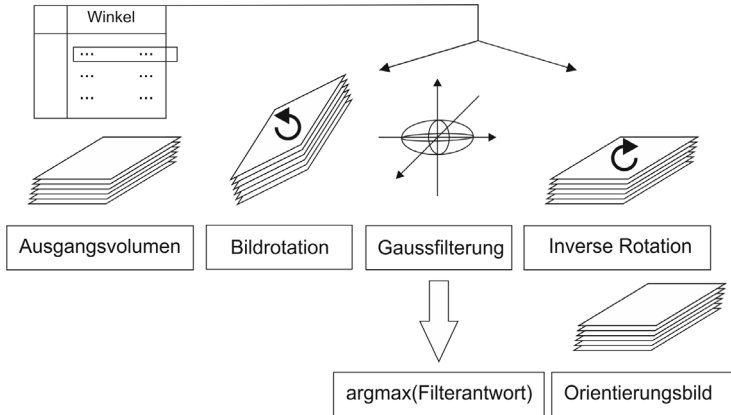 Winkel
... ...
... ...
... ...
Ausgangsvolumen
Bildrotation
Gaussfilterung
Inverse Rotation
argmax(Filterantwort)
Orientierungsbild